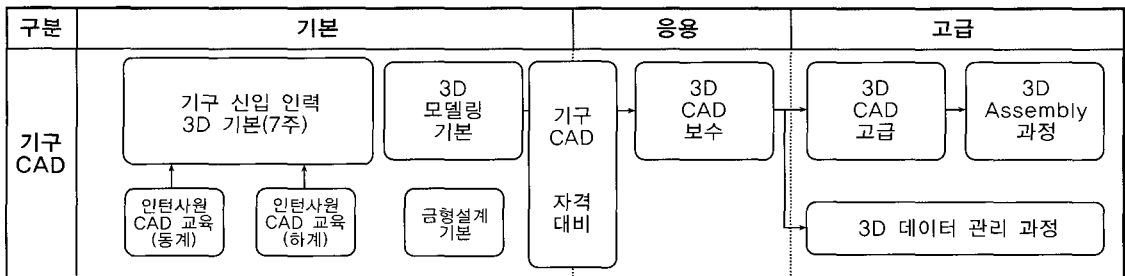 구분
기본
응용
고급
기구
CAD
기구 신입 인력
3D 기본(7주)
3D
모델링
기본
기구
CAD
자격
대비
3D
CAD
보수
3D
CAD
고급
3D
Assembly
과정
인턴사원
CAD 교육
(동계)
인턴사원
CAD 교육
(하계)
금형설계
기본
3D 데이터 관리 과정